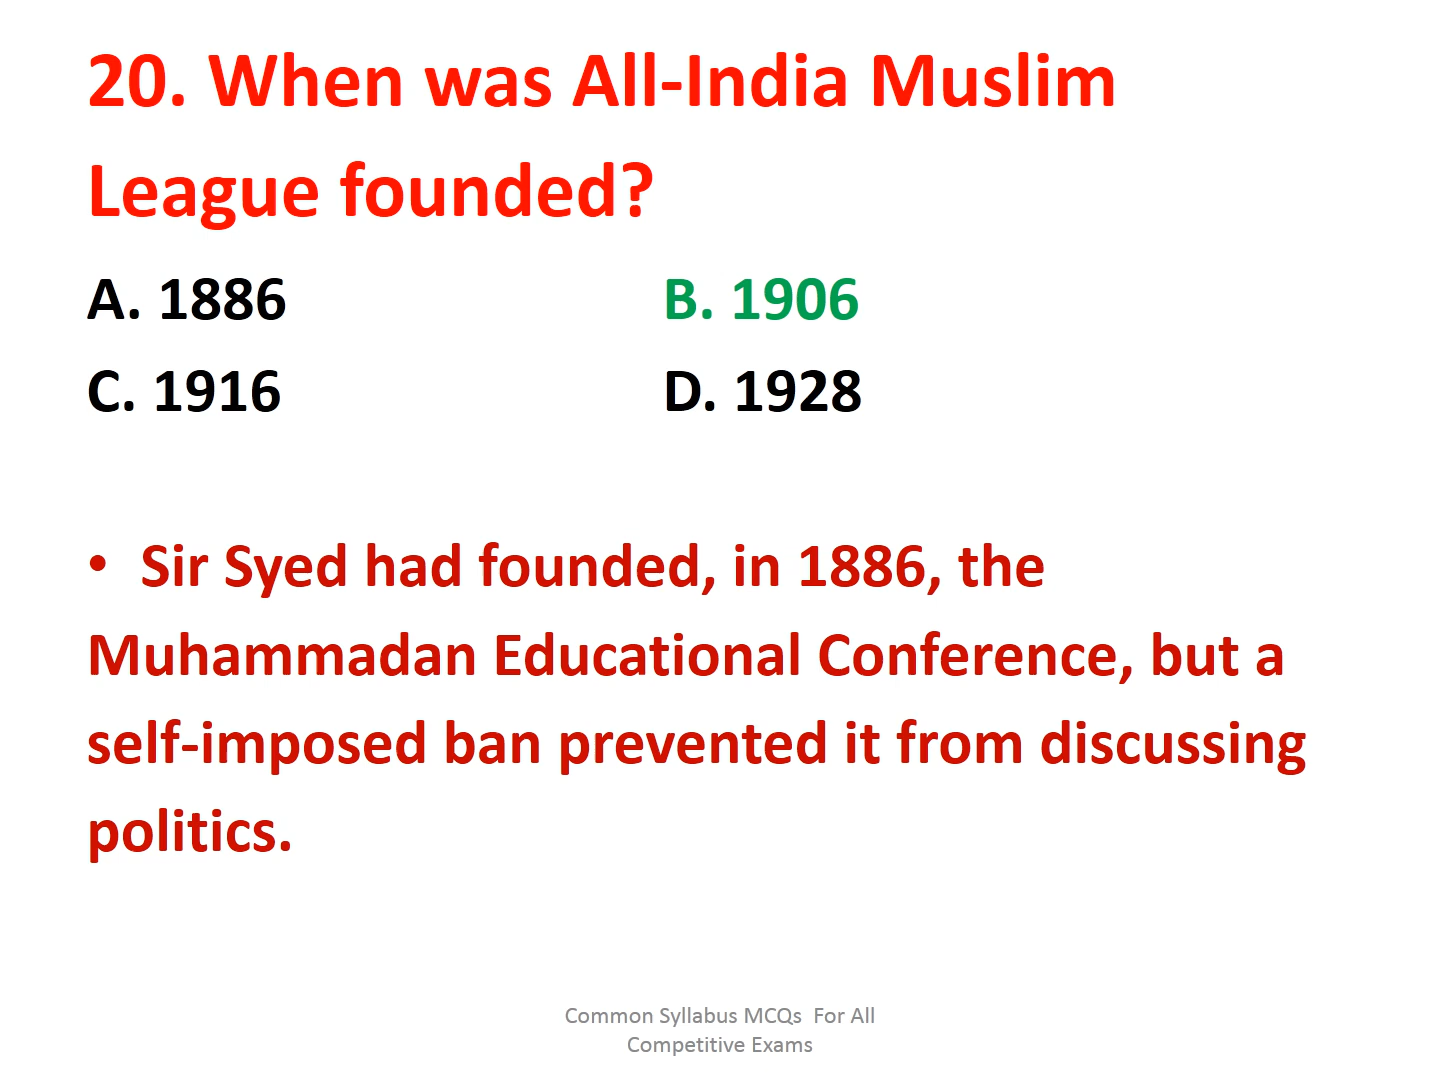 20. When was All-India Muslim
League founded?
A. 1886 B. 1906
C. 1916 D. 1928
• Sir Syed had founded, in 1886, the
Muhammadan Educational Conference, but a
self-imposed ban prevented it from discussing
politics.
Common Syllabus MCQs For All
Competitive Exams